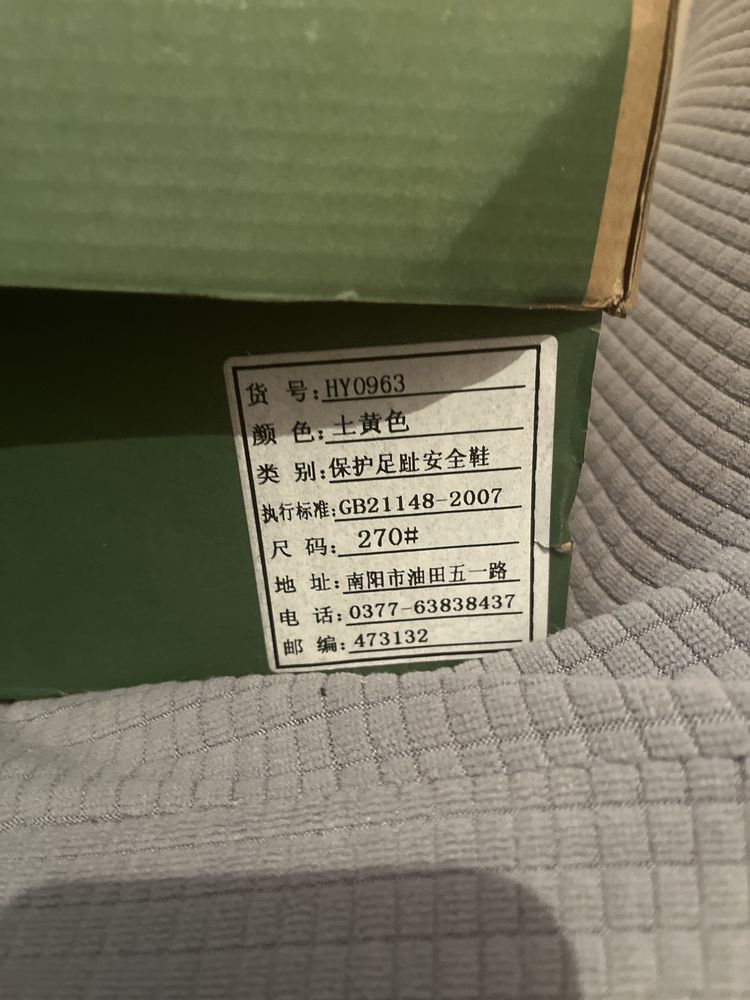 货 号:HY0963
颜 色:土黄色
类 别:保护足趾安全鞋
执行标准:GB21148-2007
尺 码: 270#
地 址:南阳市油田五一路
电 话:0377-63838437
邮 编:473132